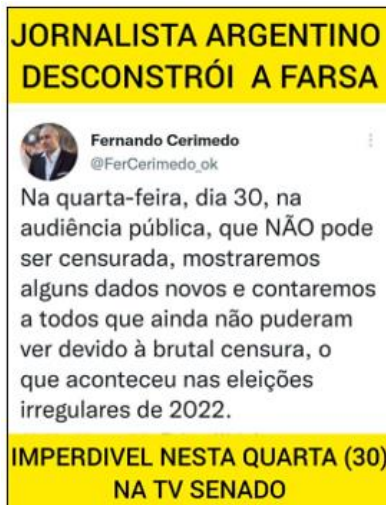 JORNALISTA ARGENTINO
DESCONSTRÓI A FARSA
Fernando Cerimedo
@FerCerimedo_ok
Na quarta-feira, dia 30, na
audiência pública, que NÃO pode
ser censurada, mostraremos
alguns dados novos e contaremos
a todos que ainda não puderam
ver devido à brutal censura, o
que aconteceu nas eleições
irregulares de 2022.
IMPERDIVEL NESTA QUARTA (30)
NA TV SENADO